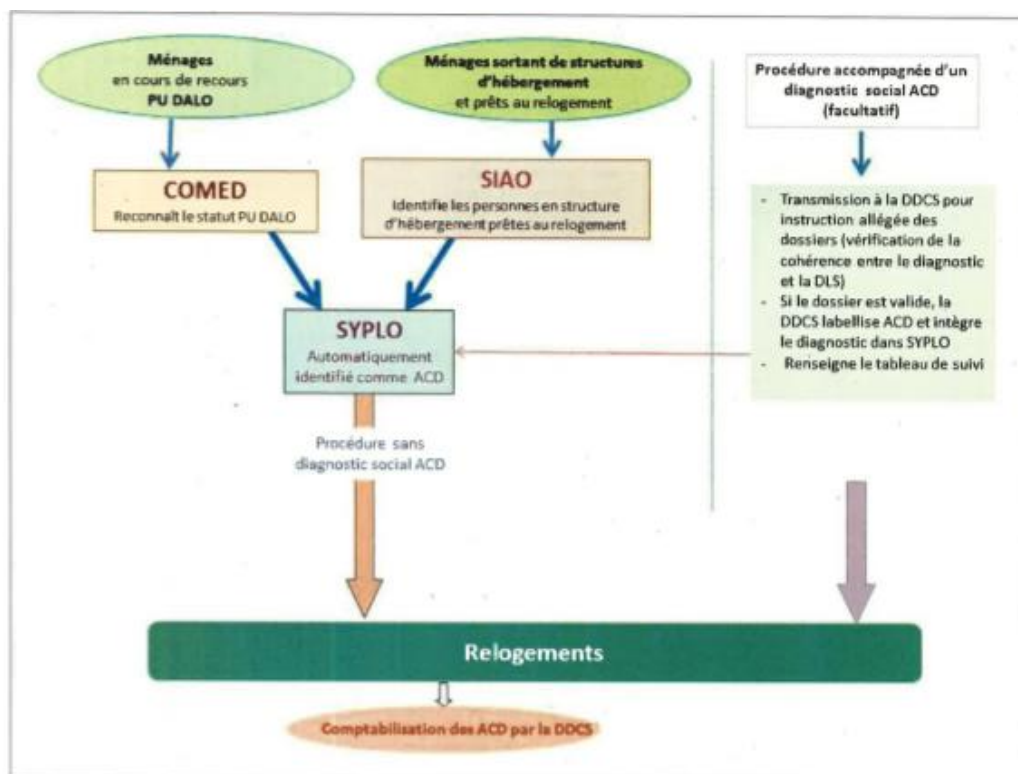 Ménages
en cours de recours
PU DALO
Ménages sortant de structures
d'hébergement
et prêts au relogement
Procédure accompagnée d'un
diagnostic social ACD
(facultatif)
COMED
Reconnaît le statut PU DALO
SIAO
Identifie les personnes en structure
d'hébergement prêtes au relogement
- Transmission à la DDCS pour
instruction allégée des
dossiers (vérification de la
cohérence entre le diagnostic
et la DLS)
- Si le dossier est valide, la
DDCS labellise ACD et intègre
le diagnostic dans SYPLO
- Renseigne le tableau de suivi
SYPLO
Automatiquement
identifié comme ACD
Procédure sans
diagnostic social ACD
Relogements
Comptabilisation des ACD par la DDCS